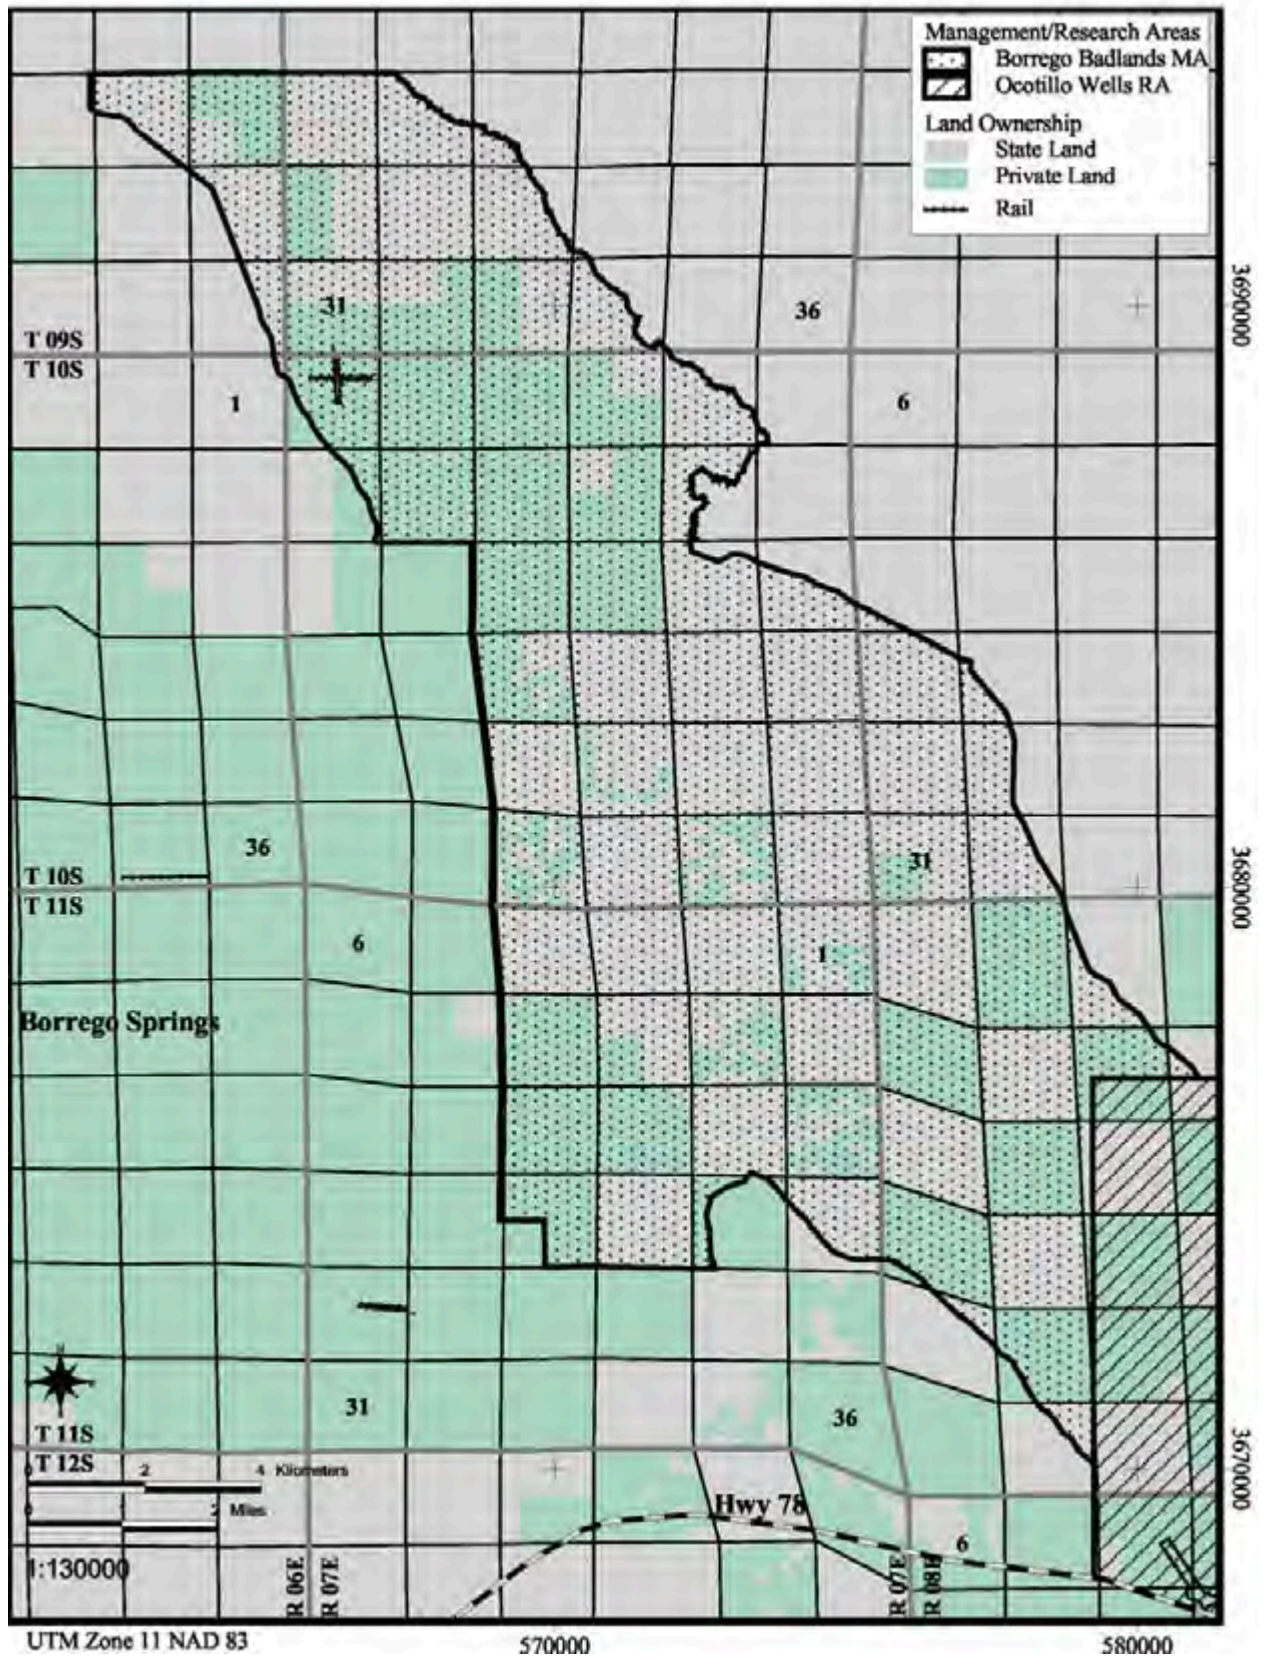 Management/Research Areas
Borrego Badlands MA
Ocotillo Wells RA
Land Ownership
State Land
Private Land
Rail
31
36
3690000
T 09S
T 10S
1
6
36
31
3680000
T 10S
T 11S
6
1
Borrego Springs
N
31
36
T 11S
T 12S
0 2 4 Kilometers
0 1 2 Miles
3670000
Hwy 78
6
1:130000
R 06E
R 07E
R 07E
R 08E
UTM Zone 11 NAD 83
570000
580000